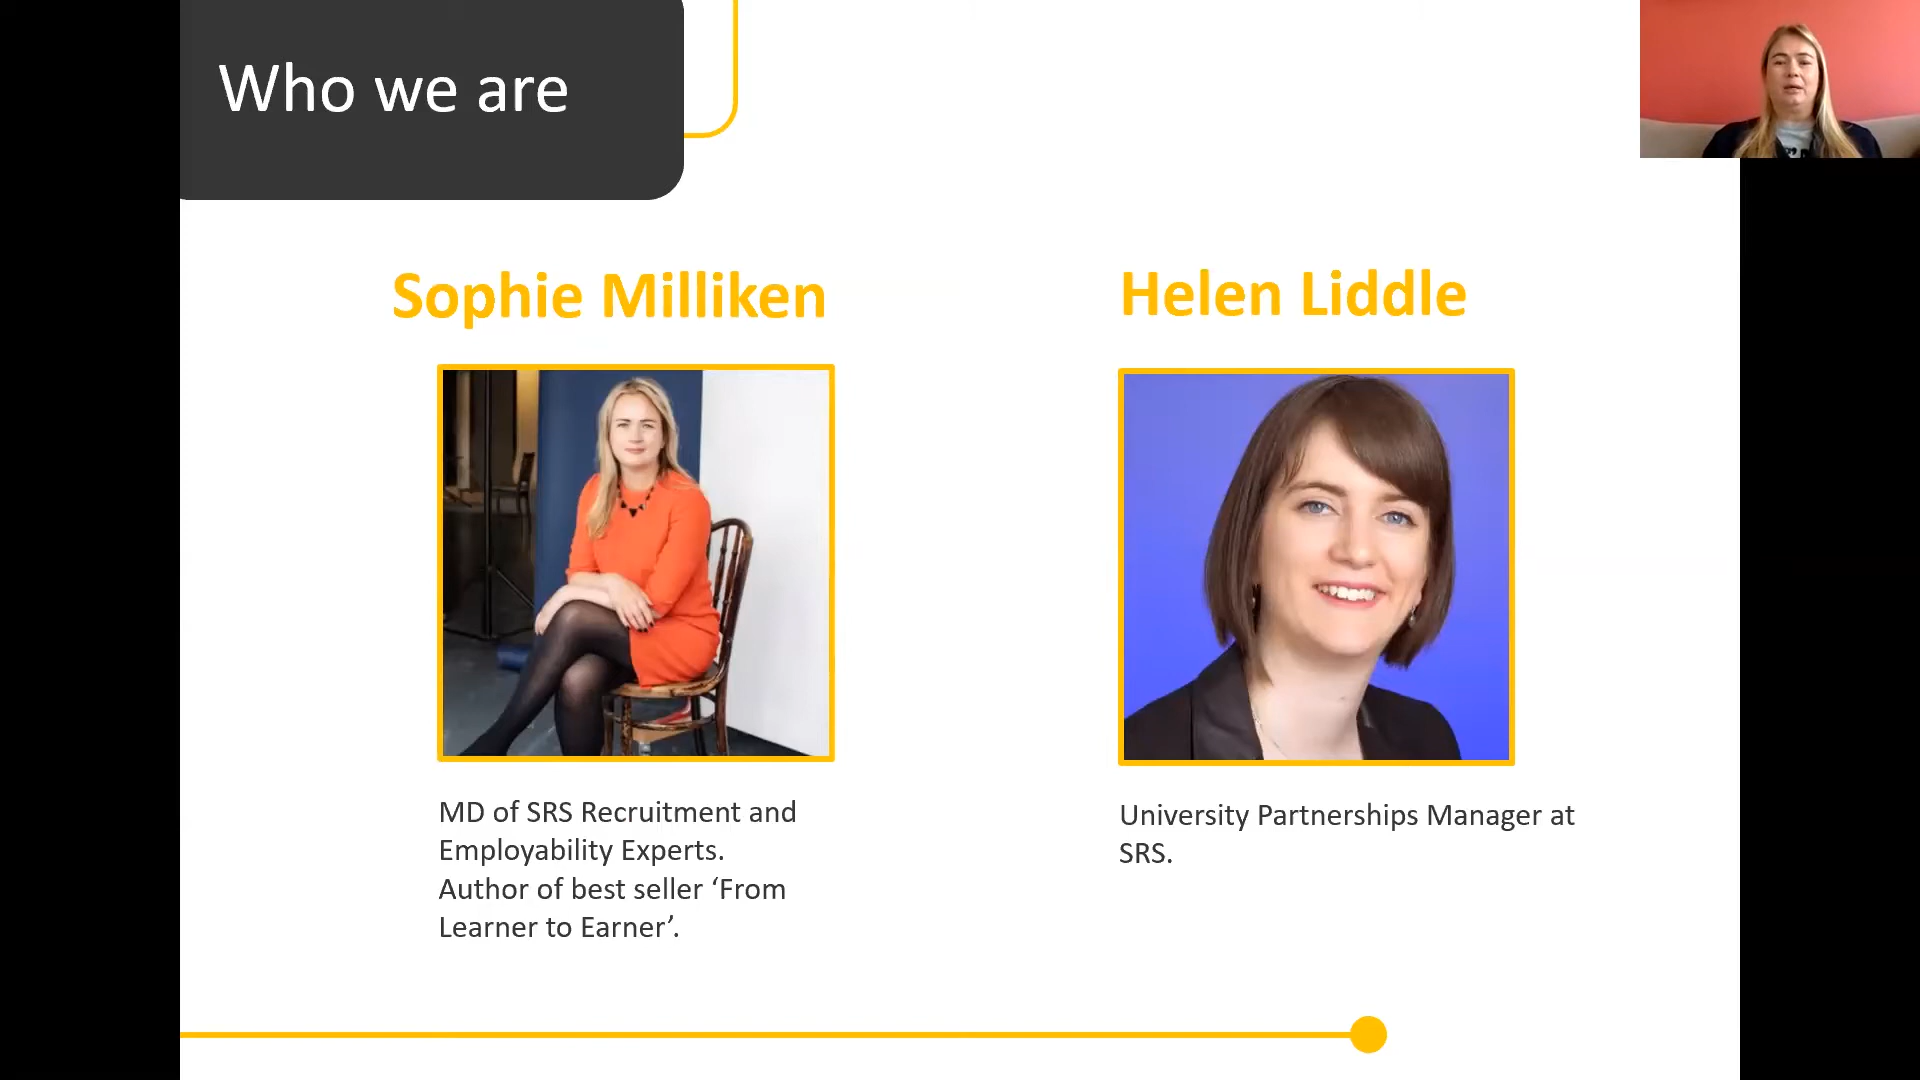 Who we are
Sophie Milliken
Helen Liddle
MD of SRS Recruitment and
Employability Experts.
Author of best seller ‘From
Learner to Earner’.
University Partnerships Manager at
SRS.